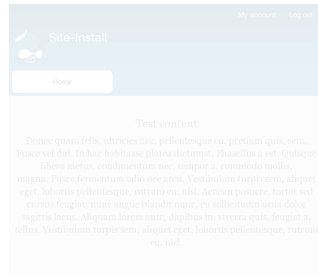 My account Log out
Site-Install
Home
Test content
Donec quam felis, ultricies nec, pellentesque eu, pretium quis, sem.
Fusce vel dui. In hac habitasse platea dictumst. Phasellus a est. Quisque
libero metus, condimentum nec, tempor a, commodo mollis,
magna. Fusce fermentum odio nec arcu. Vestibulum turpis sem, aliquet
eget, lobortis pellentesque, rutrum eu, nisl. Aenean posuere, tortor sed
cursus feugiat, nunc augue blandit nunc, eu sollicitudin urna dolor
sagittis lacus. Aliquam lorem ante, dapibus in, viverra quis, feugiat a,
tellus. Vestibulum turpis sem, aliquet eget, lobortis pellentesque, rutrum
eu, nisl.